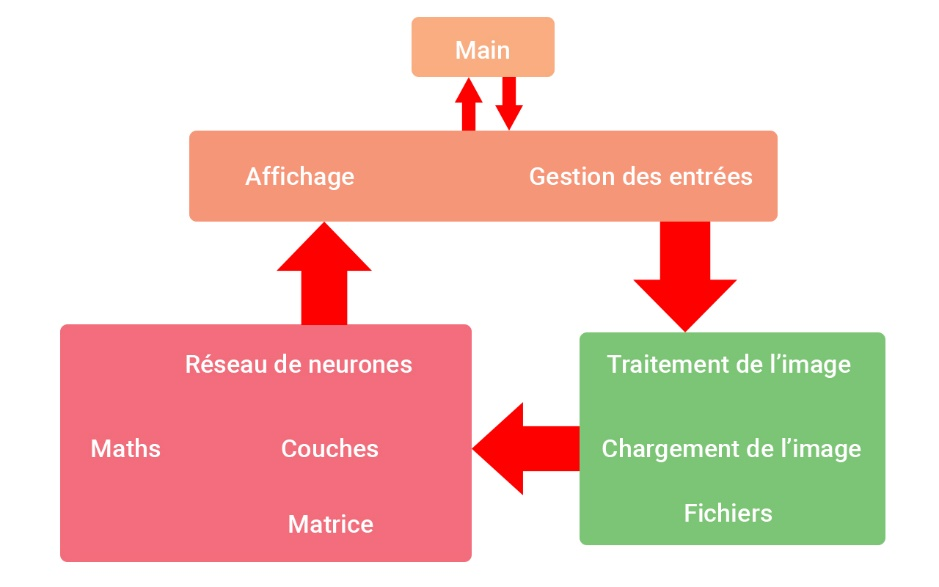 Main
Affichage
Gestion des entrées
Réseau de neurones
Maths
Couches
Matrice
Traitement de l’image
Chargement de l’image
Fichiers